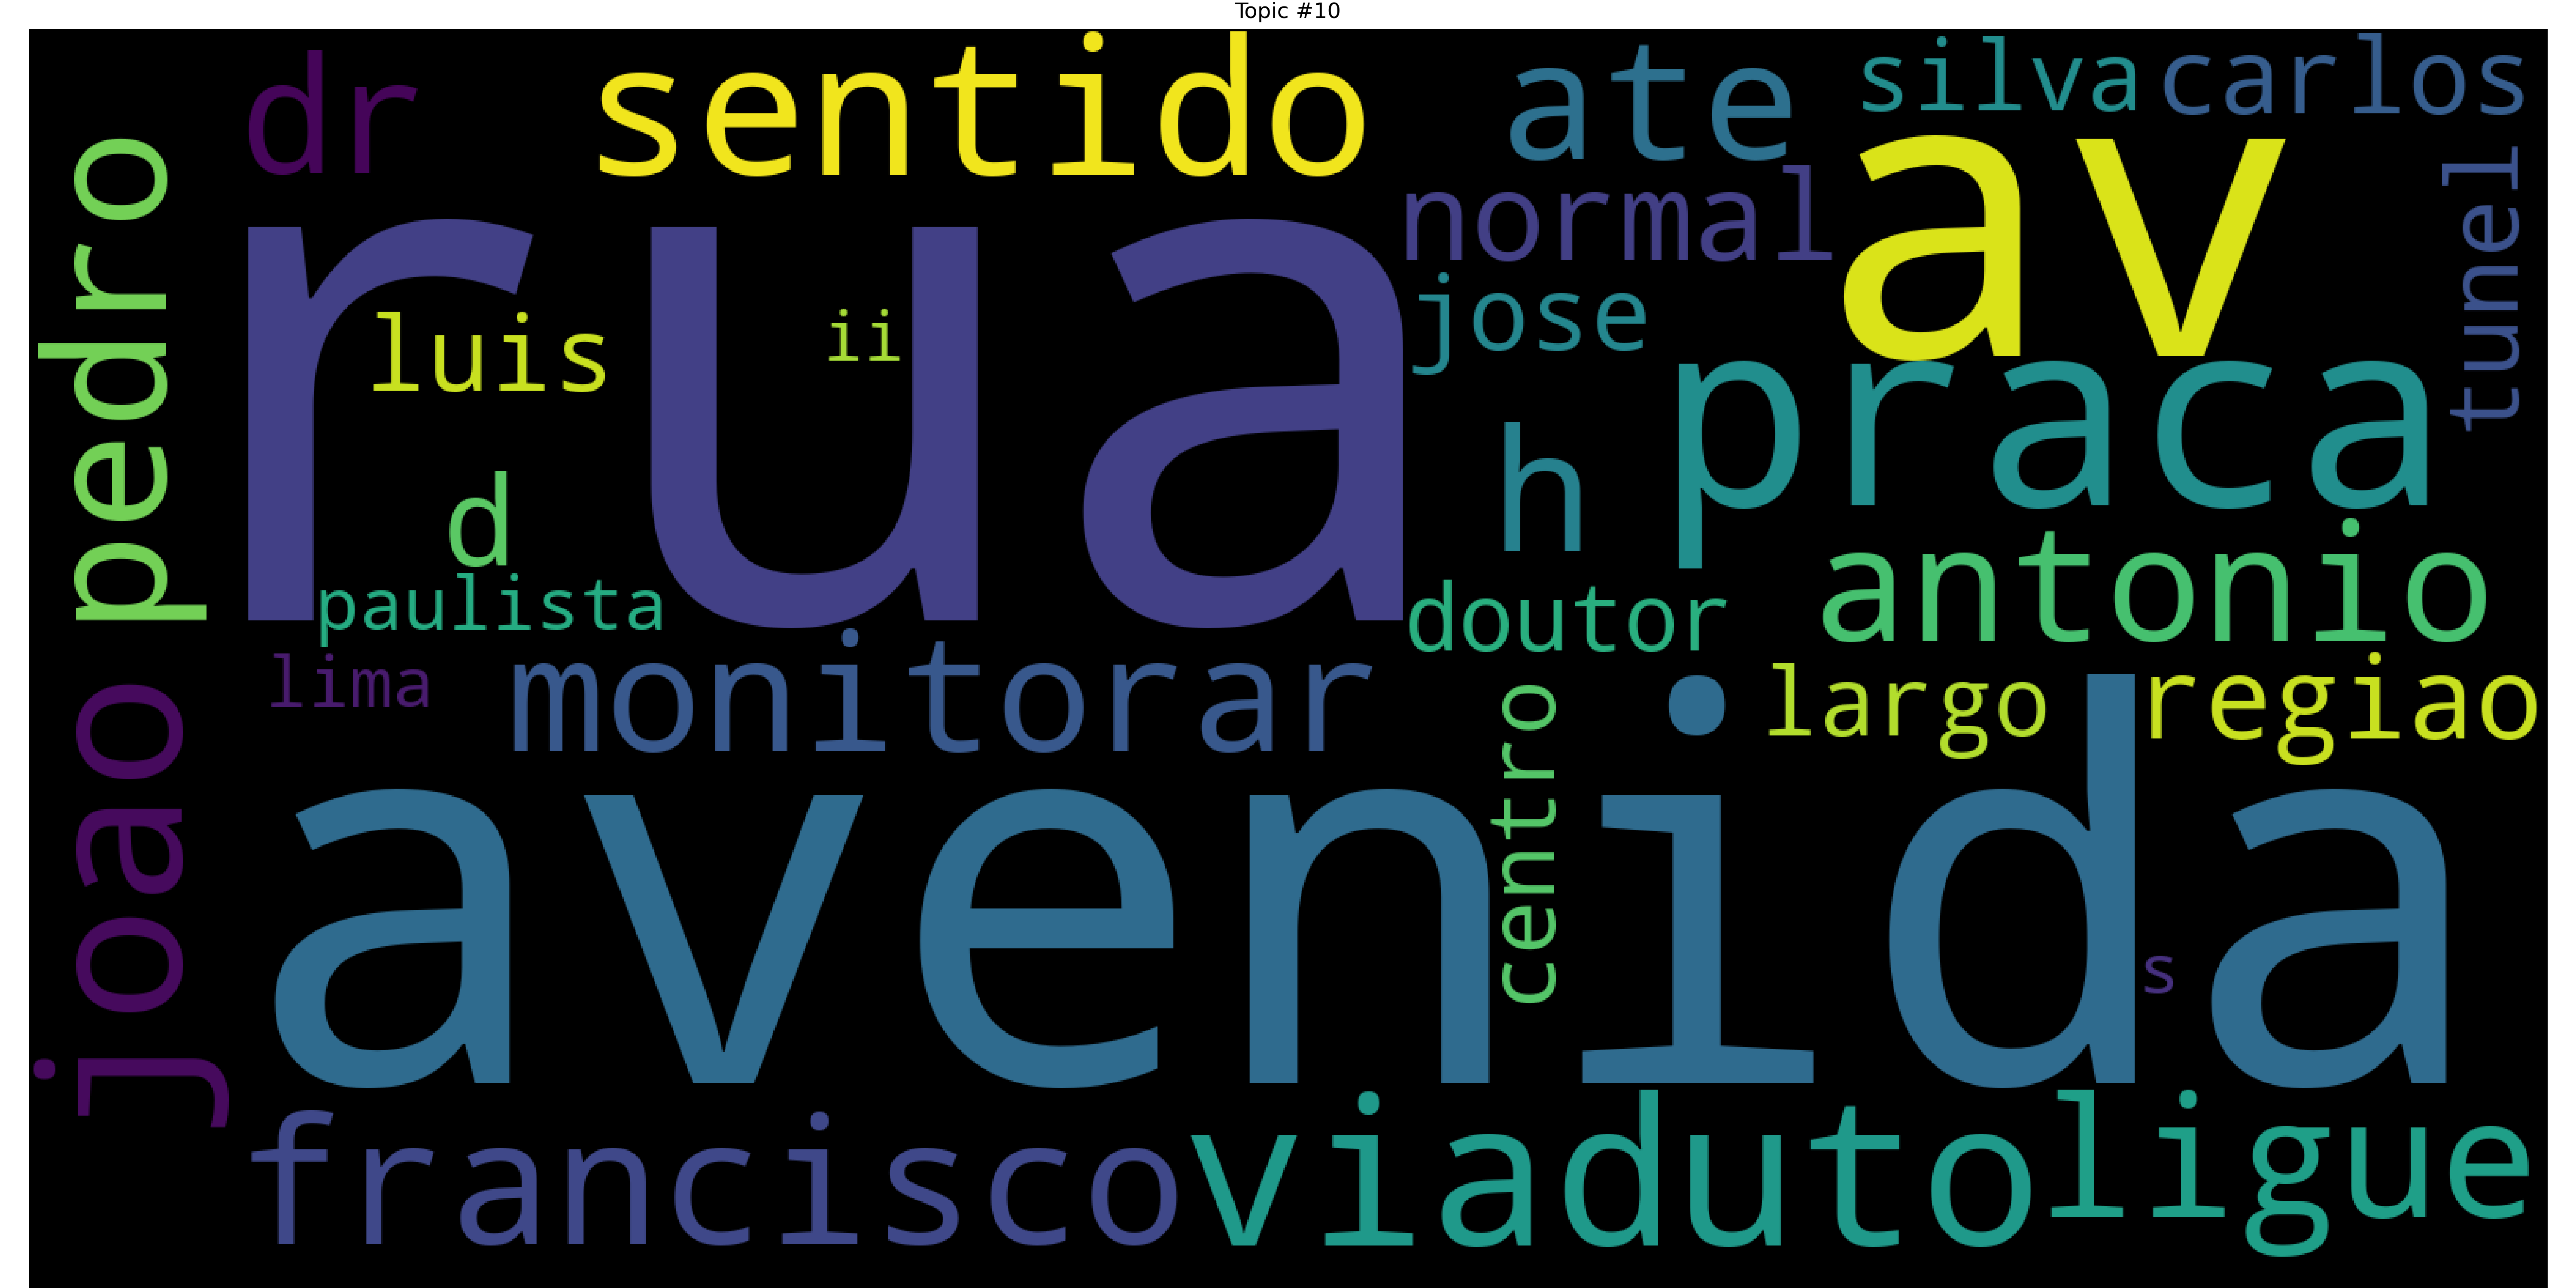 Topic #10
dr
sentido
ate
silva
carlos
pedro
rua
normal
av
tunel
luis
ii
jose
praca
d
h
paulista
doutor
antonio
lima
monitorar
centro
largo
regiao
joao
avenida
s
francisco
viaduto
ligue